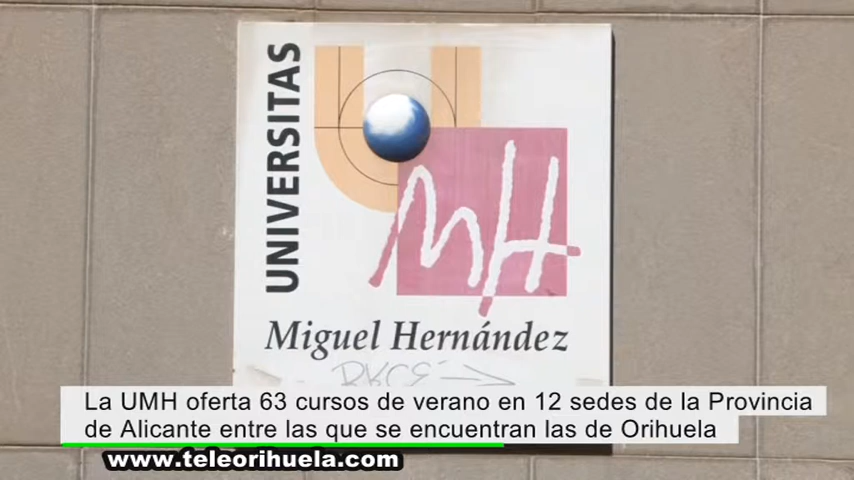 UNIVERSITAS
MH
Miguel Hernández
La UMH oferta 63 cursos de verano en 12 sedes de la Provincia
de Alicante entre las que se encuentran las de Orihuela
www.teleorihuela.com